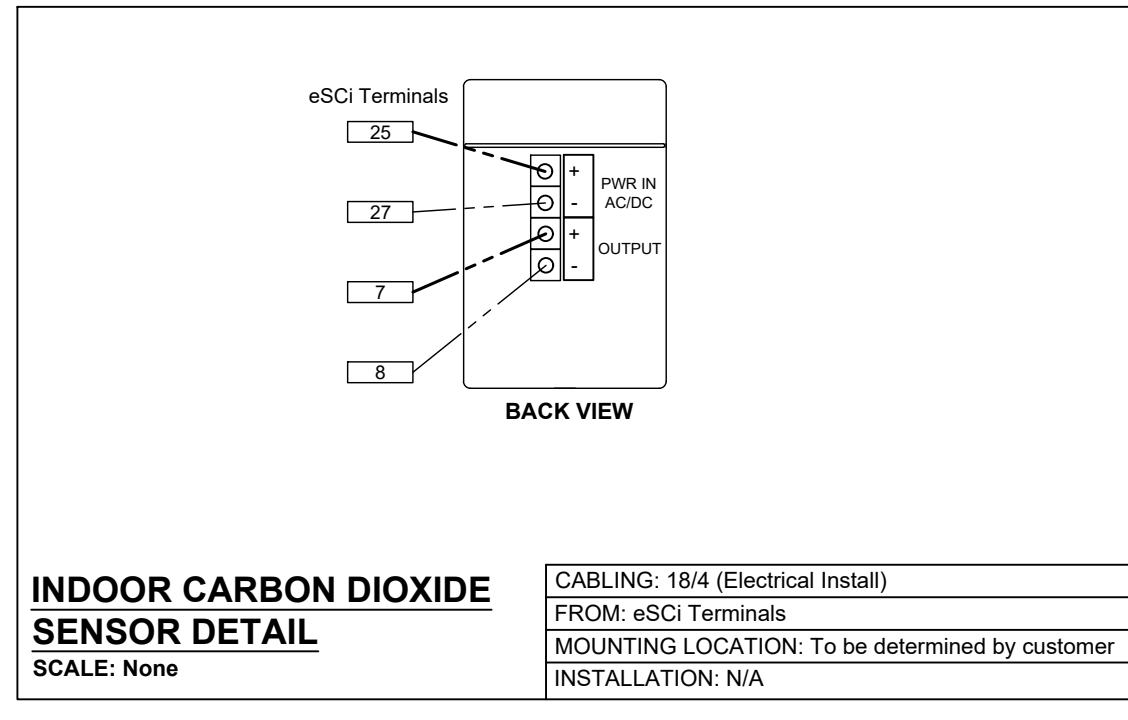 eSCi Terminals
25
27
7
8
+
-
PWR IN
AC/DC
+
-
OUTPUT
BACK VIEW
INDOOR CARBON DIOXIDE
SENSOR DETAIL
SCALE: None
CABLING: 18/4 (Electrical Install)
FROM: eSCi Terminals
MOUNTING LOCATION: To be determined by customer
INSTALLATION: N/A